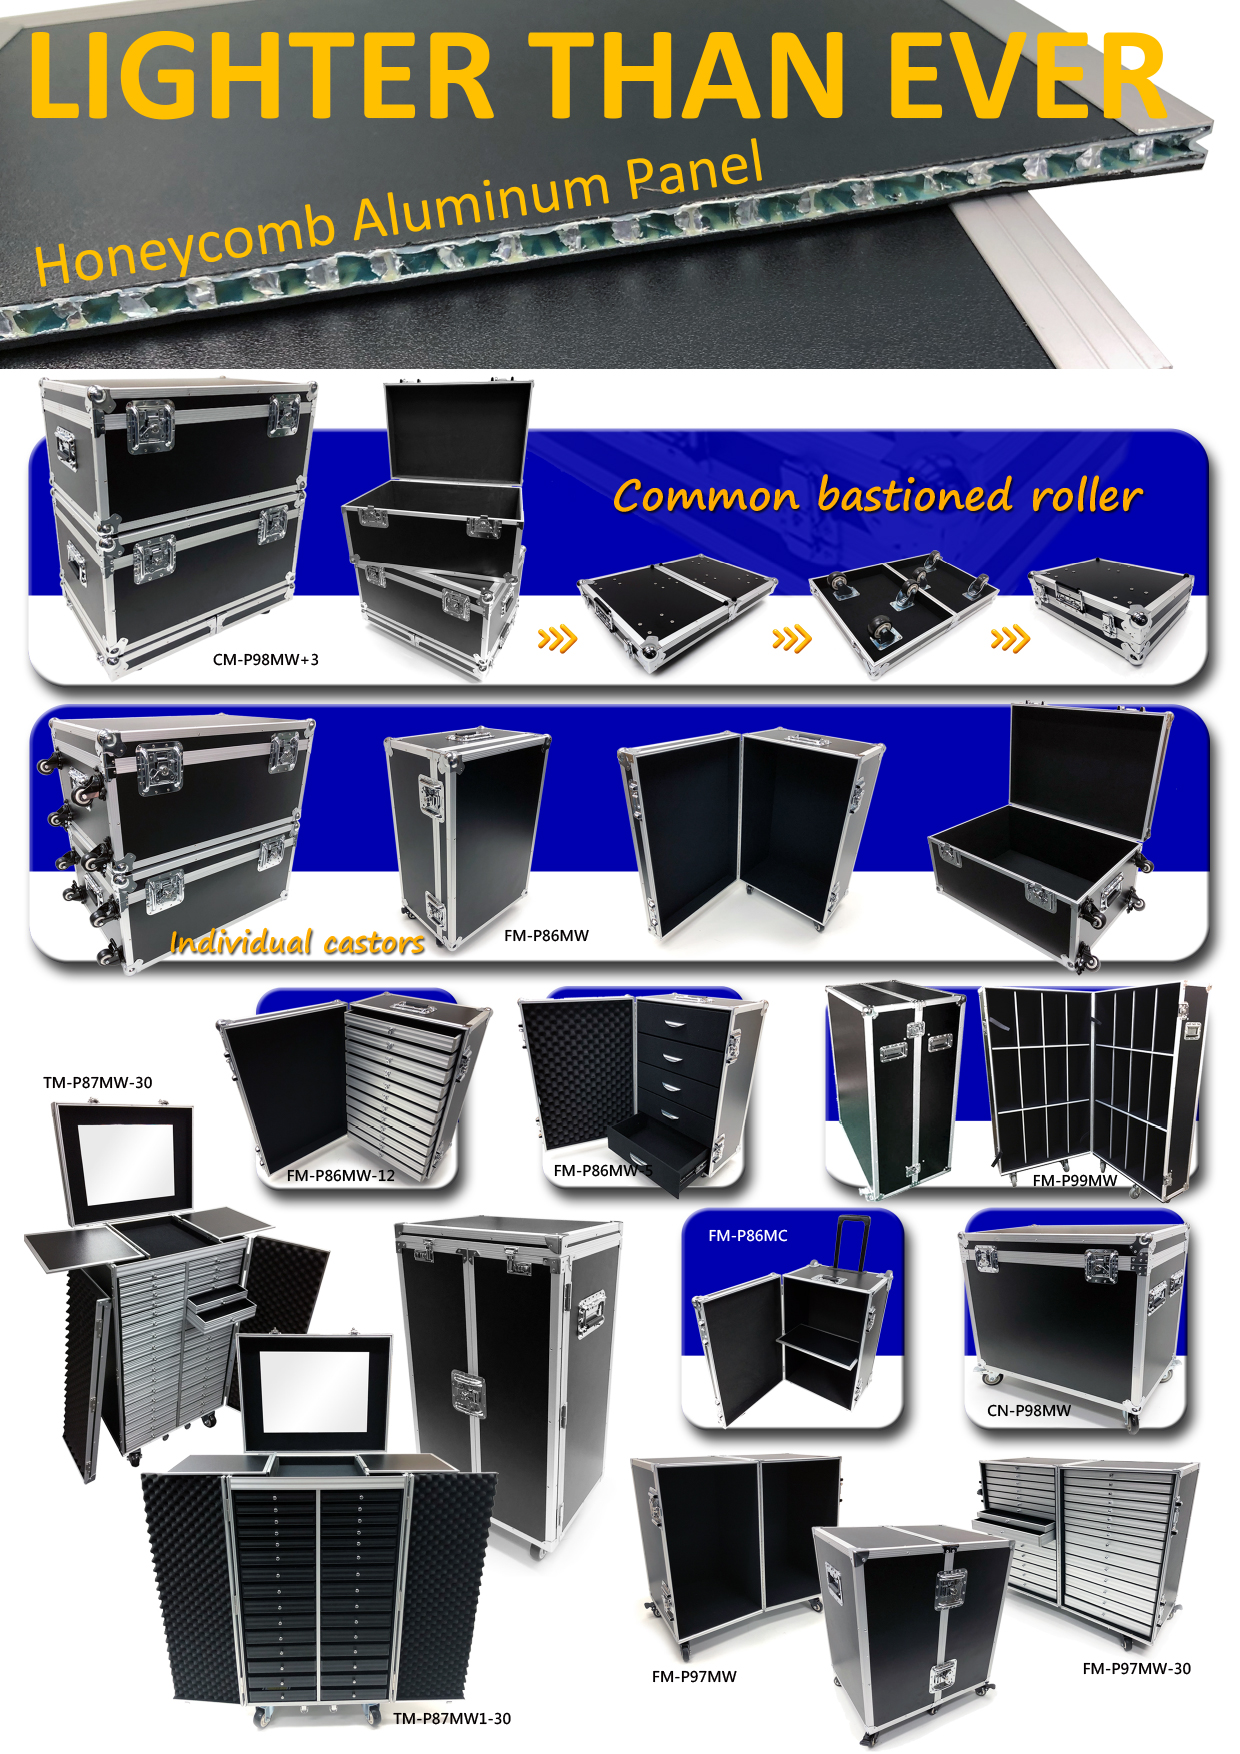 LIGHTER THAN EVER
Honeycomb Aluminum Panel
Common bastioned roller
CM-P98MW+3
Individual castors
FM-P86MW
TM-P87MW-30
FM-P86MW-12
FM-P86MW-5
FM-P99MW
FM-P86MC
CN-P98MW
FM-P97MW
FM-P97MW-30
TM-P87MW1-30